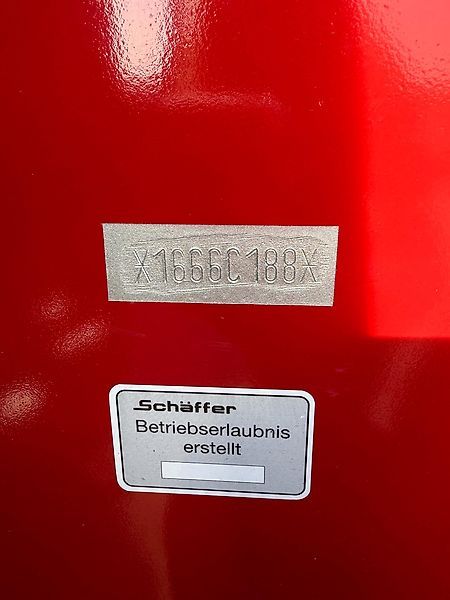 X1666C188X
Schäffer
Betriebserlaubnis
erstellt